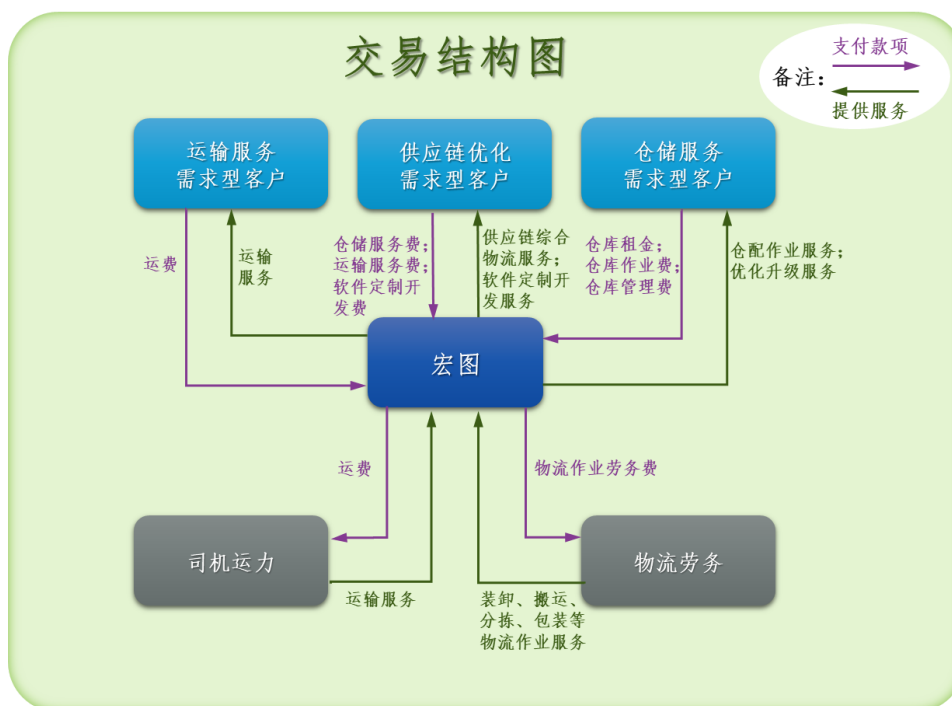 交易结构图
支付款项
备注：
提供服务
运输服务
需求型客户
供应链优化
需求型客户
仓储服务
需求型客户
运费
运输
服务
仓储服务费；
运输服务费；
软件定制开
发费
供应链综合
物流服务；
软件定制开
发服务
仓库租金；
仓库作业费；
仓库管理费
仓配作业服务；
优化升级服务
宏图
运费
物流作业劳务费
司机运力
物流劳务
运输服务
装卸、搬运、
分拣、包装等
物流作业服务